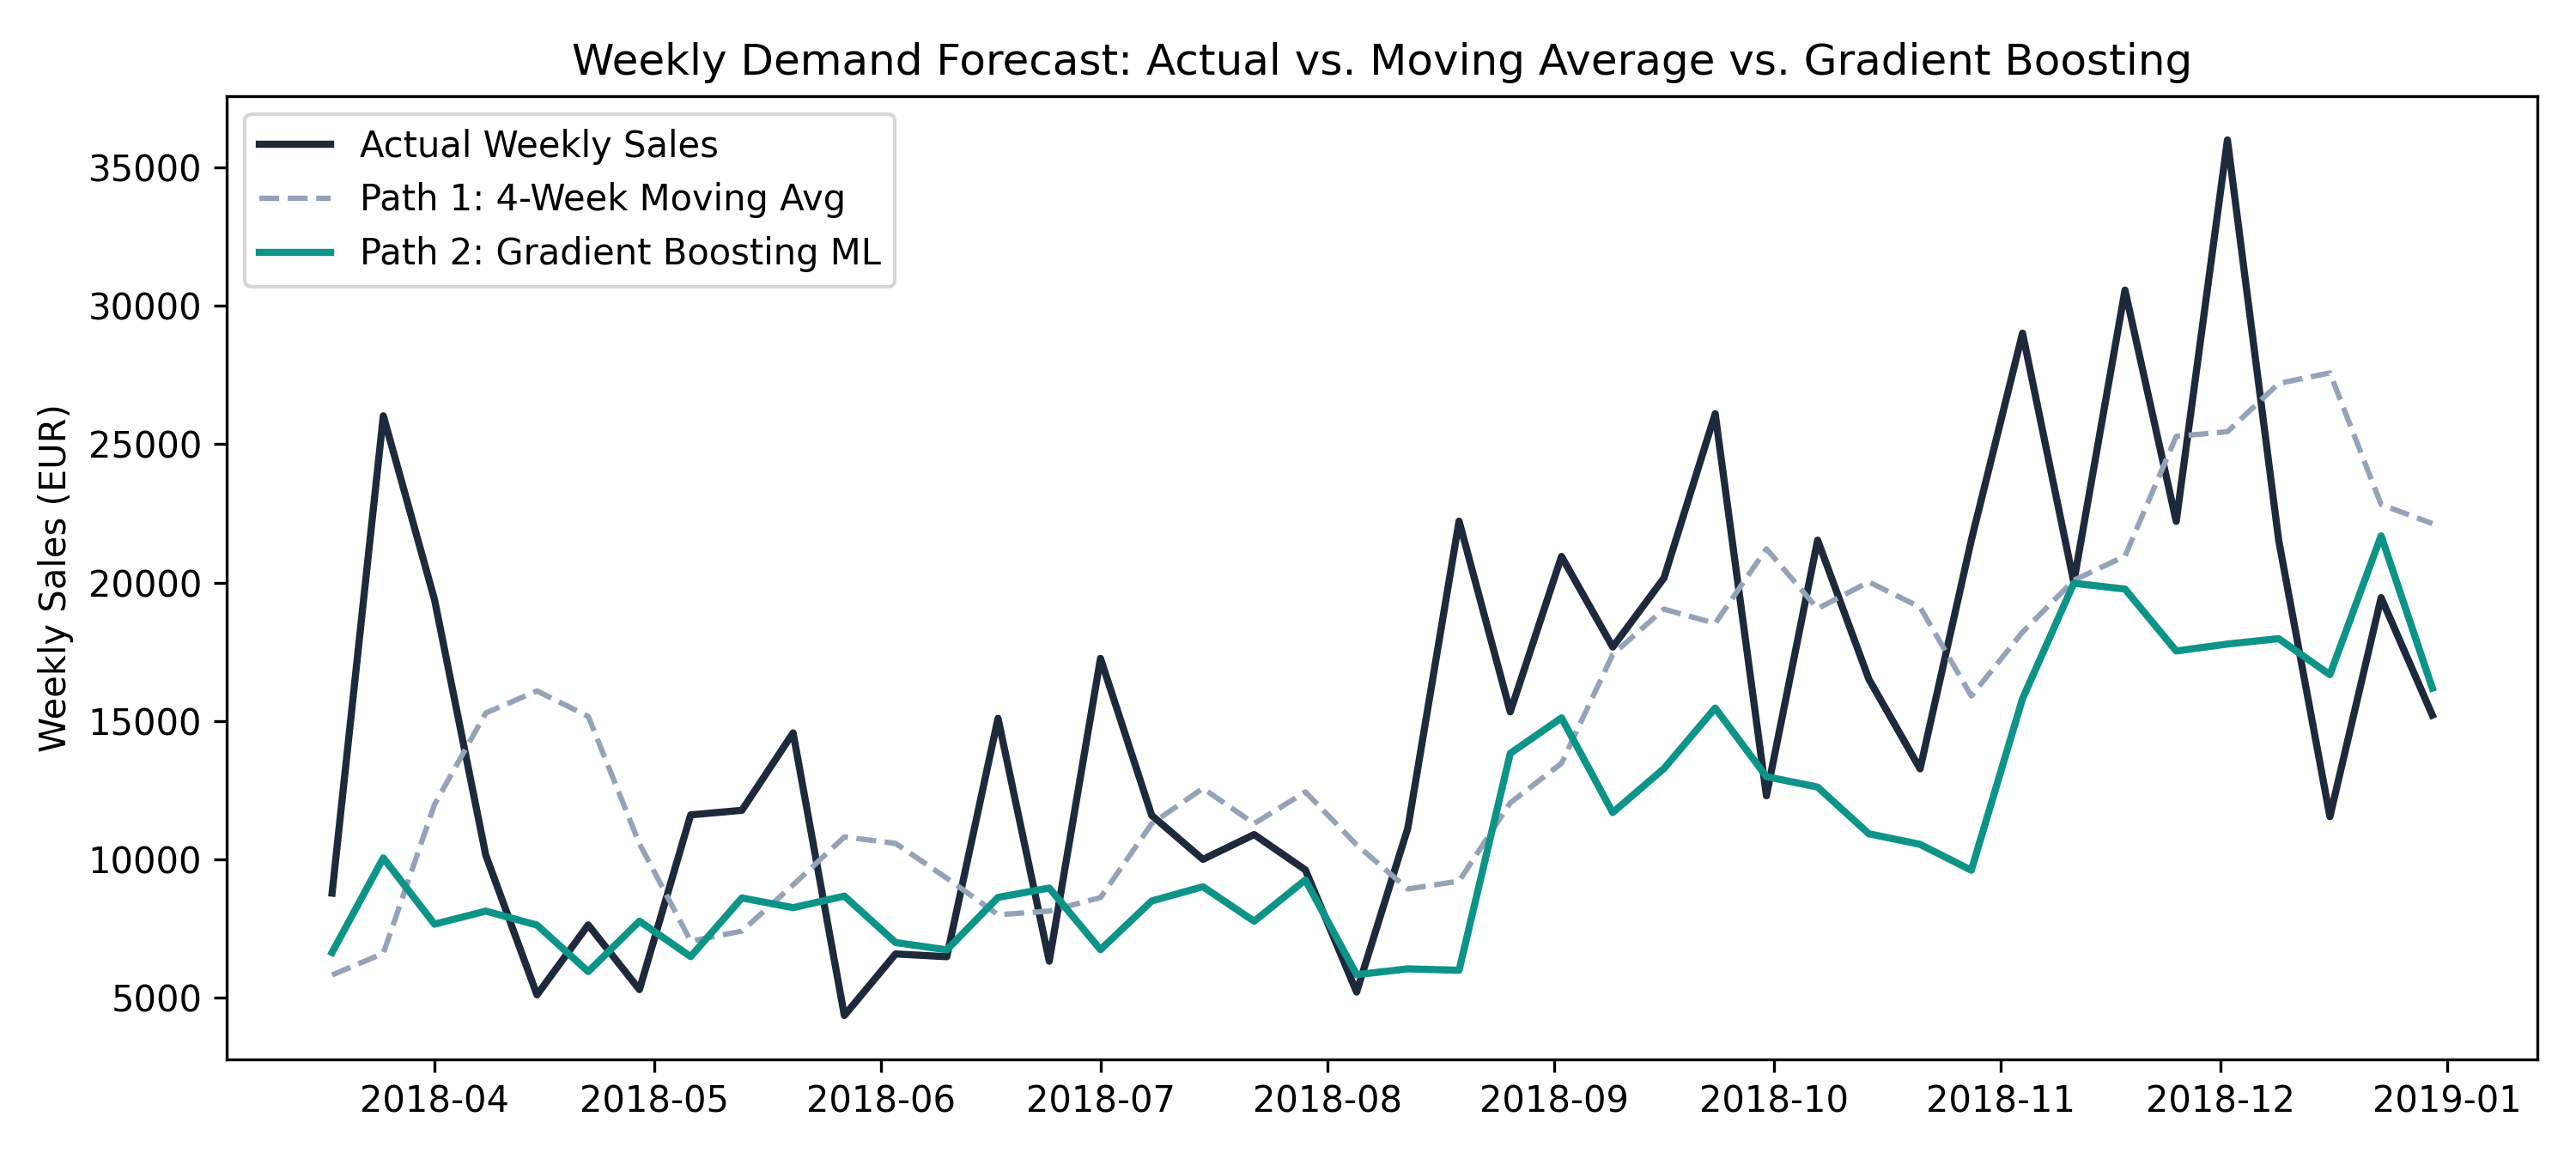 Weekly Demand Forecast: Actual vs. Moving Average vs. Gradient Boosting
Actual Weekly Sales
Path 1: 4-Week Moving Avg
Path 2: Gradient Boosting ML
Weekly Sales (EUR)
35000
30000
25000
20000
15000
10000
5000
2018-04 2018-05 2018-06 2018-07 2018-08 2018-09 2018-10 2018-11 2018-12 2019-01